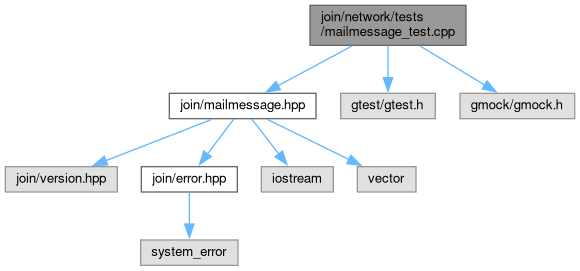 join/network/tests
/mailmessage_test.cpp
join/mailmessage.hpp
gtest/gtest.h
gmock/gmock.h
join/version.hpp
join/error.hpp
iostream
vector
system_error